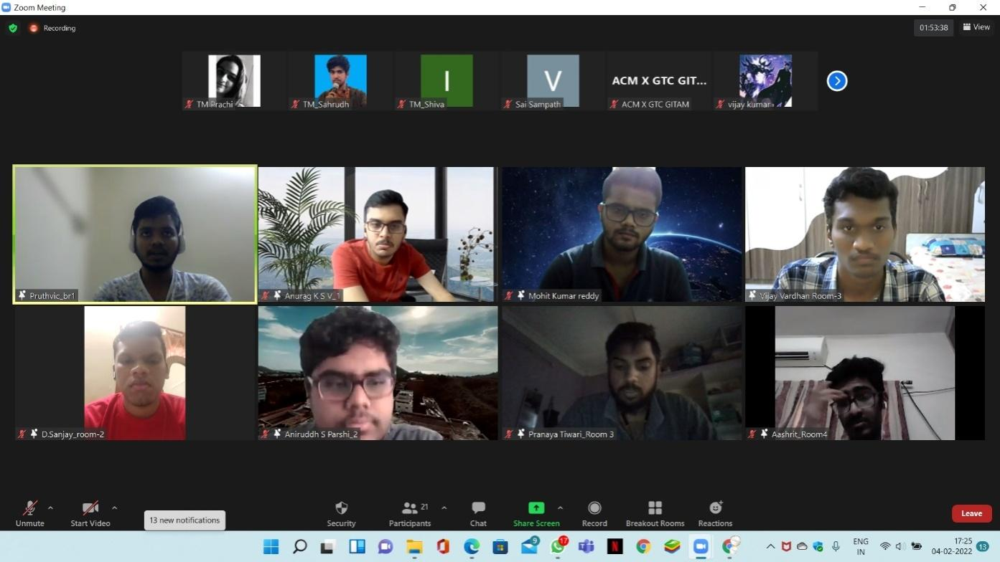 Zoom Meeting
Recording
01:53:38
View
I
V
ACM X GTC GIT...
TM Prachi
TM_Sahrudh
TM_Shiva
Sai Sampath
ACM X GTC GITAM
vijay kumar
Pruthvic_br1
Anurag K S V_1
Mohit Kumar reddy
Vijay Vardhan Room-3
D.Sanjay_room-2
Aniruddh S Parshi_2
Pranaya Tiwari_Room 3
Aashrit_Room4
21
Unmute
Start Video
13 new notifications
Security
Participants
Chat
Share Screen
Record
Breakout Rooms
Reactions
Leave
9
17
N
ENG
IN
17:25
04-02-2022
13